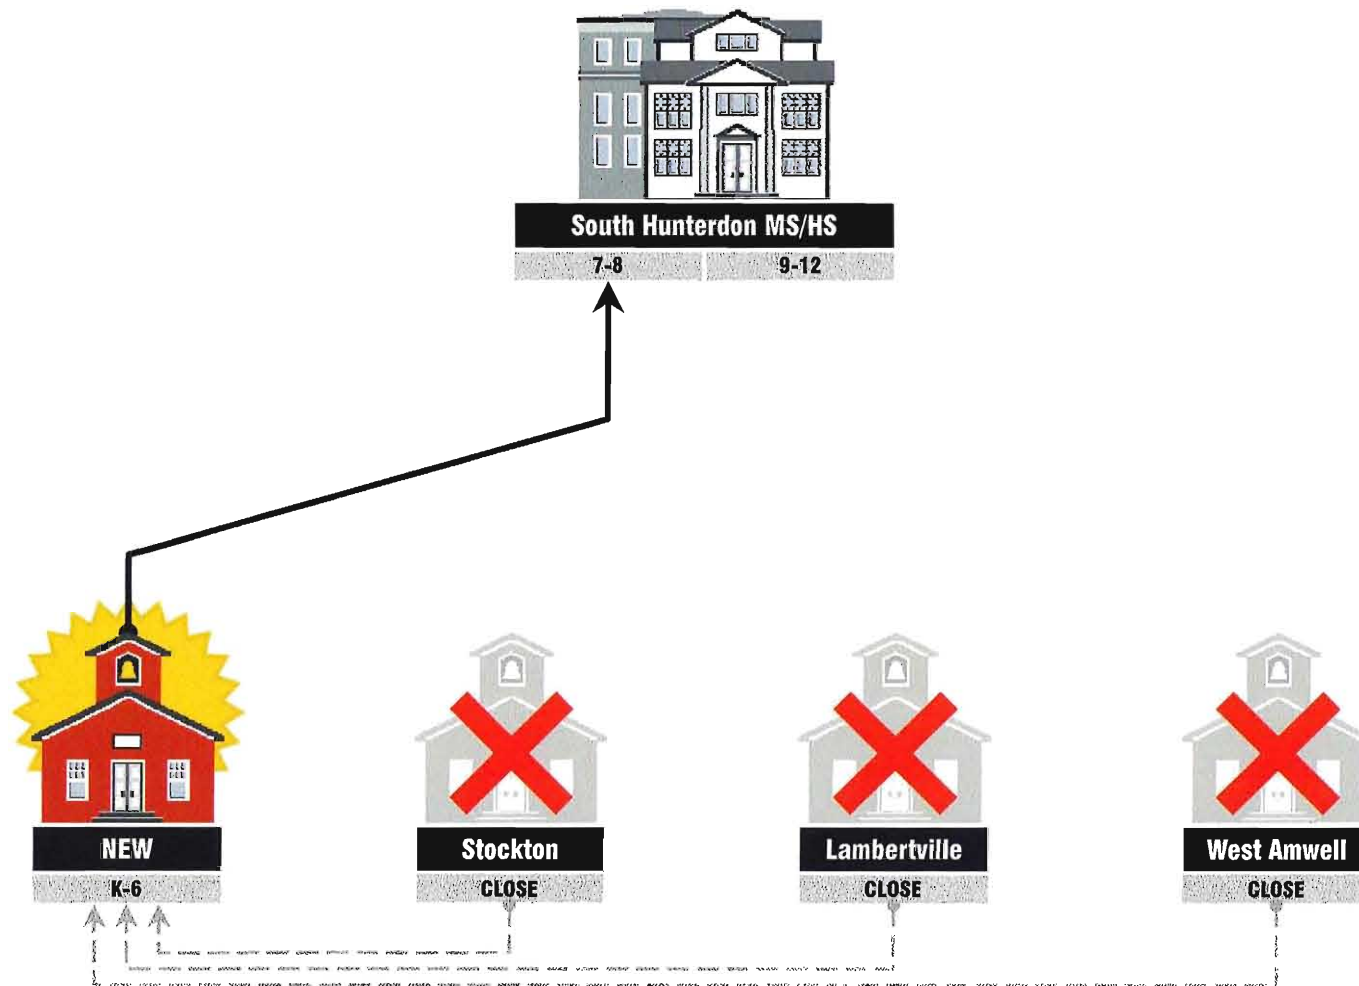 South Hunterdon MS/HS
7-8 9-12
NEW Stockton Lambertville West Amwell
K-6 CLOSE CLOSE CLOSE